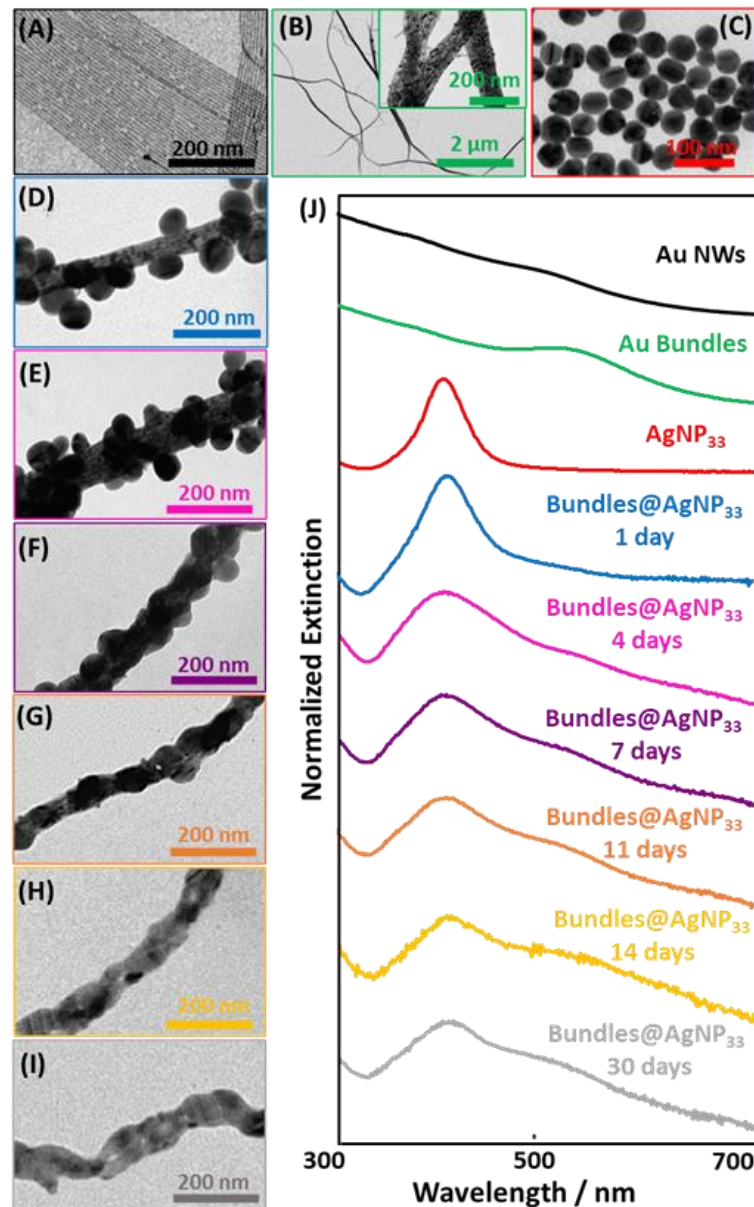 (A)
200 nm
(B)
200 nm
2 µm
(C)
100 nm
(D)
200 nm
(E)
200 nm
(F)
200 nm
(G)
200 nm
(H)
200 nm
(I)
200 nm
(J)
Normalized Extinction
Au NWs
Au Bundles
AgNP₃₃
Bundles@AgNP₃₃
1 day
Bundles@AgNP₃₃
4 days
Bundles@AgNP₃₃
7 days
Bundles@AgNP₃₃
11 days
Bundles@AgNP₃₃
14 days
Bundles@AgNP₃₃
30 days
300 500 700
Wavelength / nm